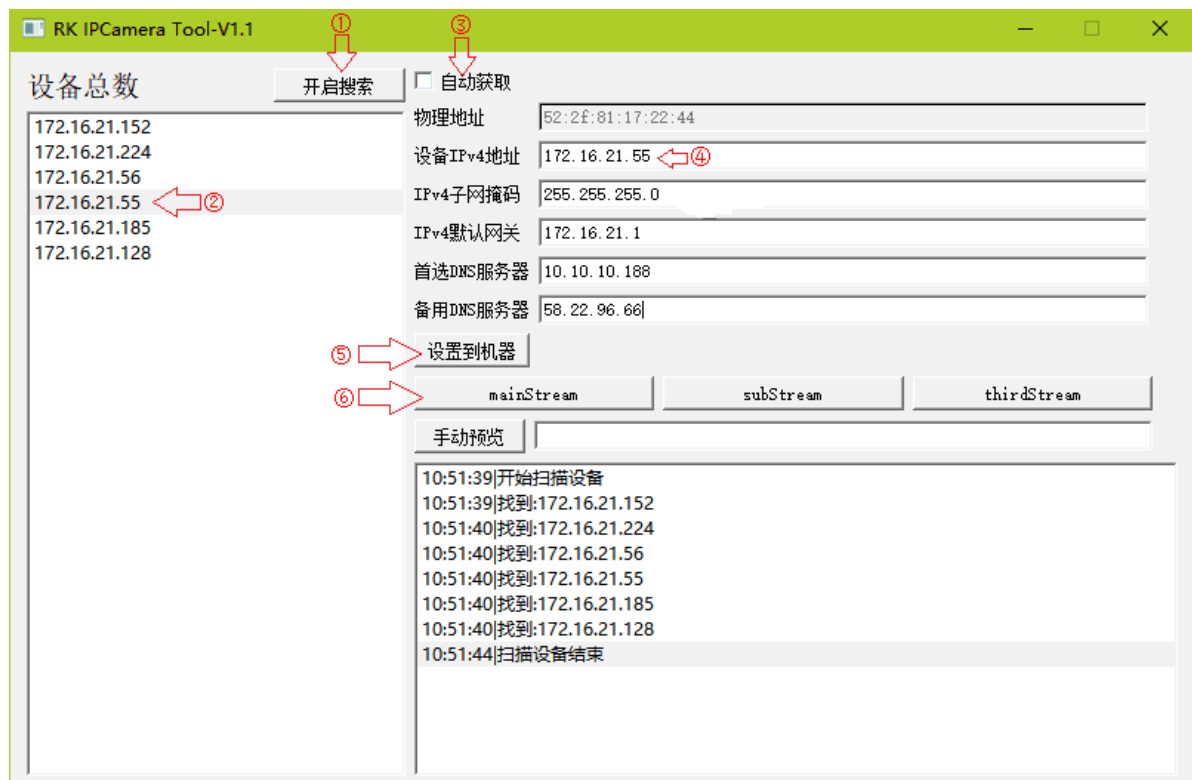 RK IPCamera Tool-V1.1
①
③
设备总数
开启搜索
自动获取
172.16.21.152
172.16.21.224
172.16.21.56
172.16.21.55 ②
172.16.21.185
172.16.21.128
物理地址 52:2f:81:17:22:44
设备IPv4地址 172.16.21.55 ④
IPv4子网掩码 255.255.255.0
IPv4默认网关 172.16.21.1
首选DNS服务器 10.10.10.188
备用DNS服务器 58.22.96.66
⑤ 设置到机器
⑥ mainStream subStream thirdStream
手动预览
10:51:39|开始扫描设备
10:51:39|找到:172.16.21.152
10:51:40|找到:172.16.21.224
10:51:40|找到:172.16.21.56
10:51:40|找到:172.16.21.55
10:51:40|找到:172.16.21.185
10:51:40|找到:172.16.21.128
10:51:44|扫描设备结束